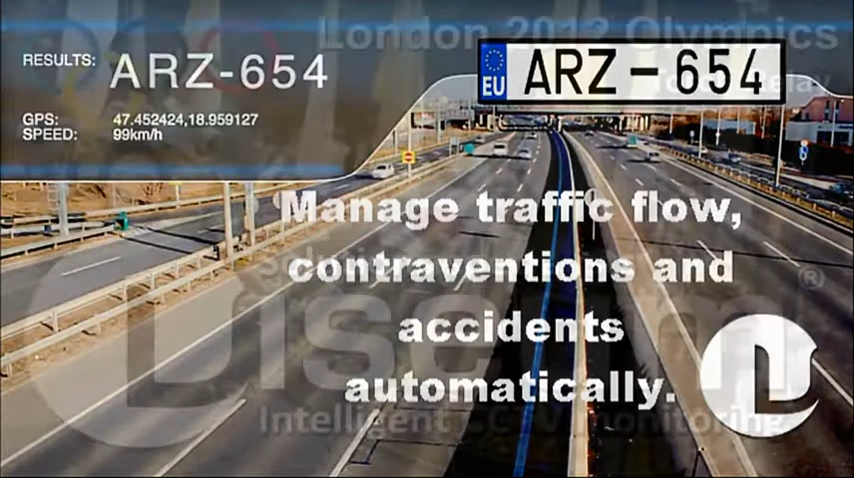 London 2012 Olympics
RESULTS: ARZ-654
EU ARZ - 654
GPS: 47.452424,18.959127
SPEED: 99km/h
Manage traffic flow,
contraventions and
accidents
automatically.
®
Intelligent CCTV monitoring